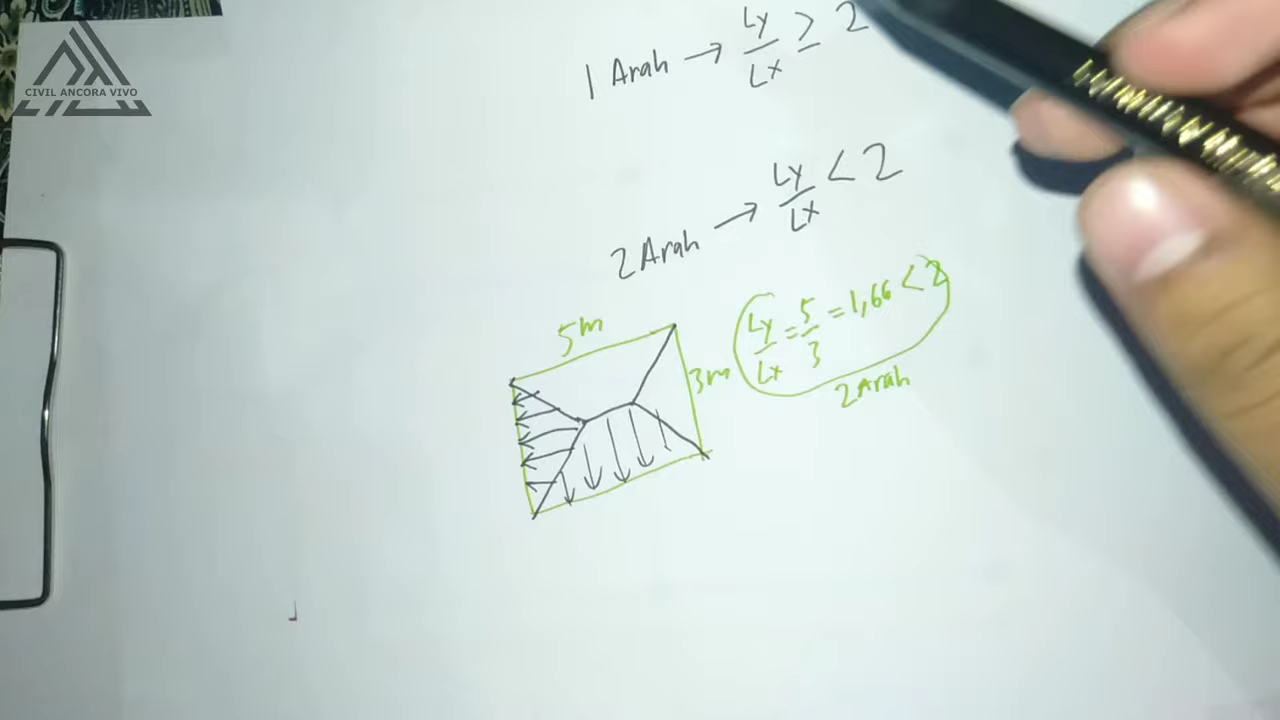 CIVIL ANCORA VIVO
1 Arah → Ly/Lx ≥ 2
2 Arah → Ly/Lx < 2
5m
3m
Ly/Lx = 5/3 = 1,66 < 2
2 Arah